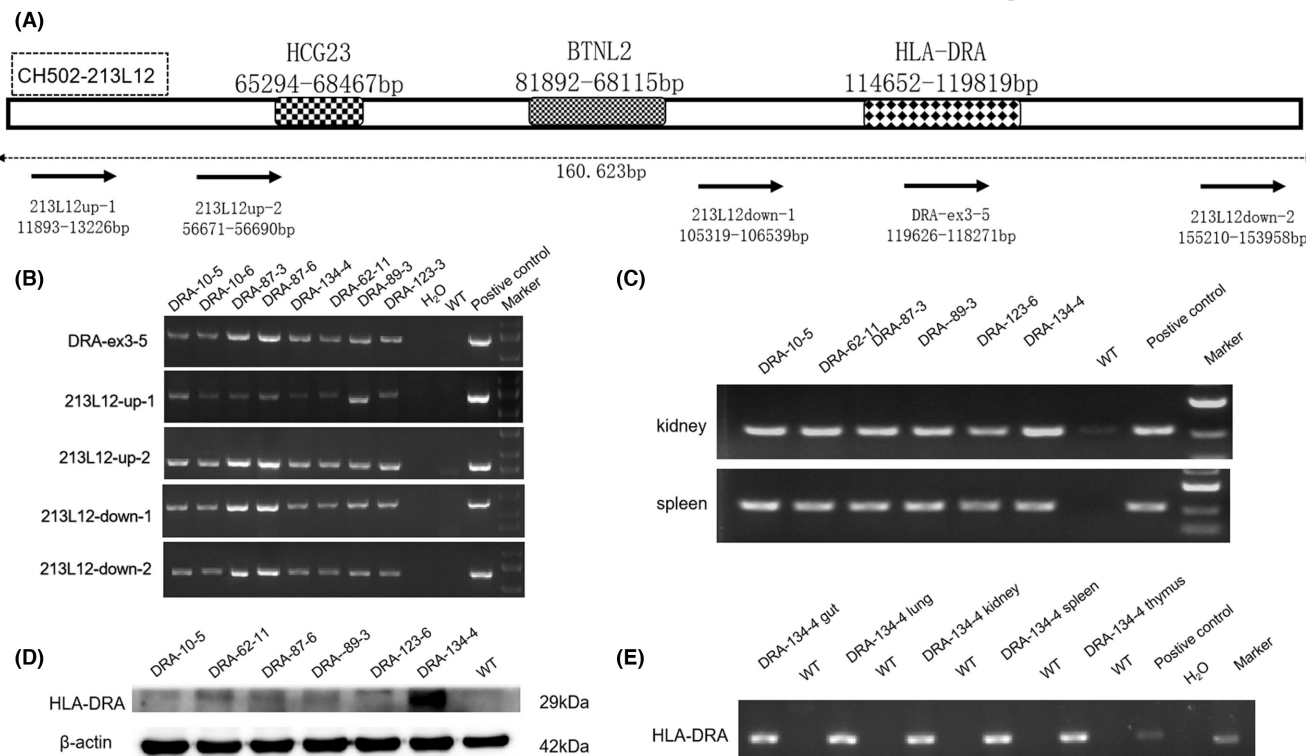 (A)
CH502-213L12
HCG23
65294-68467bp
BTNL2
81892-68115bp
HLA-DRA
114652-119819bp
160.623bp
213L12up-1
11893-13226bp
213L12up-2
56671-56690bp
213L12down-1
105319-106539bp
DRA-ex3-5
119626-118271bp
213L12down-2
155210-153958bp
(B)
DRA-10-5
DRA-10-6
DRA-87-3
DRA-87-6
DRA-134-4
DRA-62-11
DRA-89-3
DRA-123-3
H₂O
WT
Postive control
Marker
DRA-ex3-5
213L12-up-1
213L12-up-2
213L12-down-1
213L12-down-2
(C)
DRA-10-5
DRA-62-11
DRA-87-3
DRA--89-3
DRA-123-6
DRA-134-4
WT
Postive control
Marker
kidney
spleen
(D)
DRA-10-5
DRA-62-11
DRA-87-6
DRA--89-3
DRA-123-6
DRA-134-4
WT
HLA-DRA
29kDa
β-actin
42kDa
(E)
DRA-134-4 gut
WT
DRA-134-4 lung
WT
DRA-134-4 kidney
WT
DRA-134-4 spleen
WT
DRA-134-4 thymus
WT
Postive control
H₂O
Marker
HLA-DRA